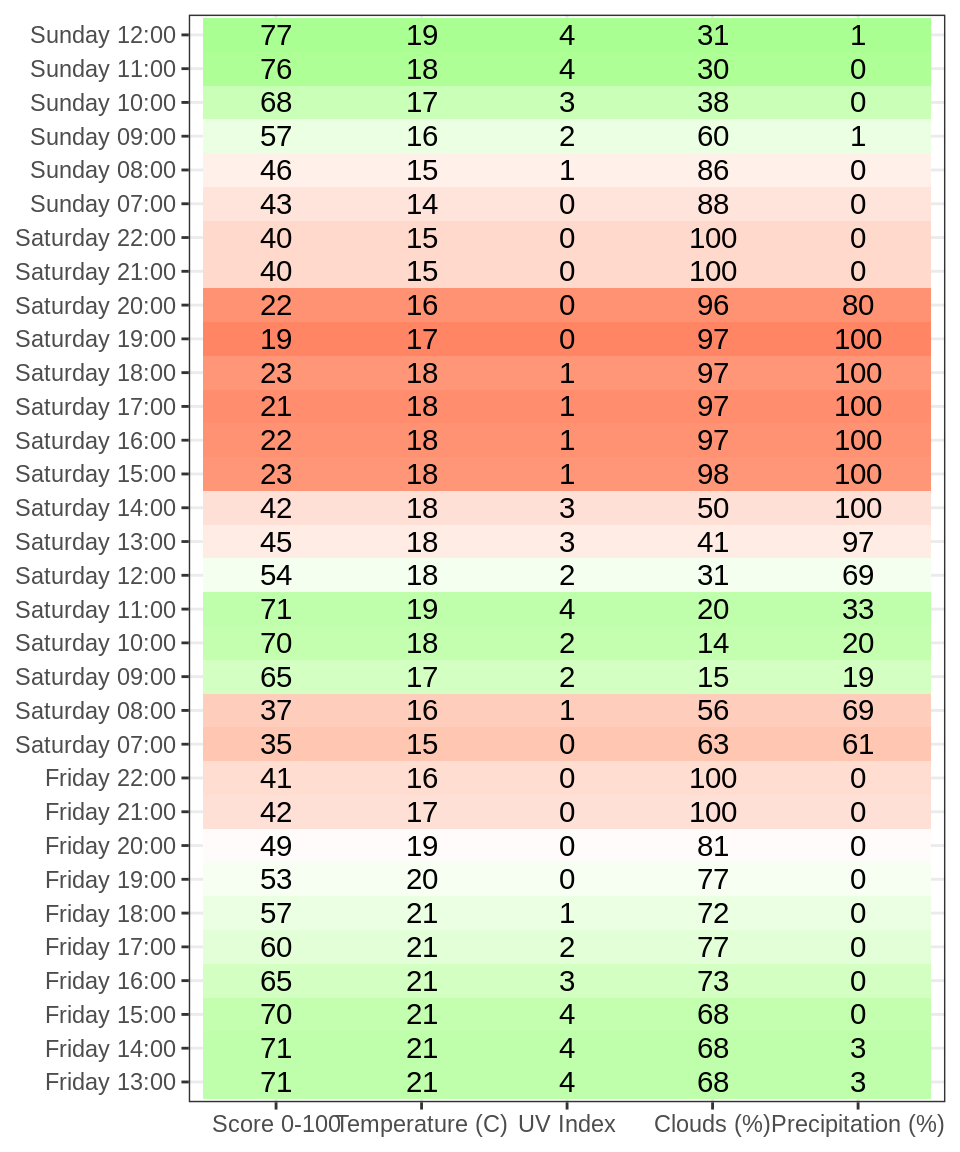 Sunday 12:00 77 19 4 31 1
Sunday 11:00 76 18 4 30 0
Sunday 10:00 68 17 3 38 0
Sunday 09:00 57 16 2 60 1
Sunday 08:00 46 15 1 86 0
Sunday 07:00 43 14 0 88 0
Saturday 22:00 40 15 0 100 0
Saturday 21:00 40 15 0 100 0
Saturday 20:00 22 16 0 96 80
Saturday 19:00 19 17 0 97 100
Saturday 18:00 23 18 1 97 100
Saturday 17:00 21 18 1 97 100
Saturday 16:00 22 18 1 97 100
Saturday 15:00 23 18 1 98 100
Saturday 14:00 42 18 3 50 100
Saturday 13:00 45 18 3 41 97
Saturday 12:00 54 18 2 31 69
Saturday 11:00 71 19 4 20 33
Saturday 10:00 70 18 2 14 20
Saturday 09:00 65 17 2 15 19
Saturday 08:00 37 16 1 56 69
Saturday 07:00 35 15 0 63 61
Friday 22:00 41 16 0 100 0
Friday 21:00 42 17 0 100 0
Friday 20:00 49 19 0 81 0
Friday 19:00 53 20 0 77 0
Friday 18:00 57 21 1 72 0
Friday 17:00 60 21 2 77 0
Friday 16:00 65 21 3 73 0
Friday 15:00 70 21 4 68 0
Friday 14:00 71 21 4 68 3
Friday 13:00 71 21 4 68 3
Score 0-100 Temperature (C) UV Index Clouds (%) Precipitation (%)